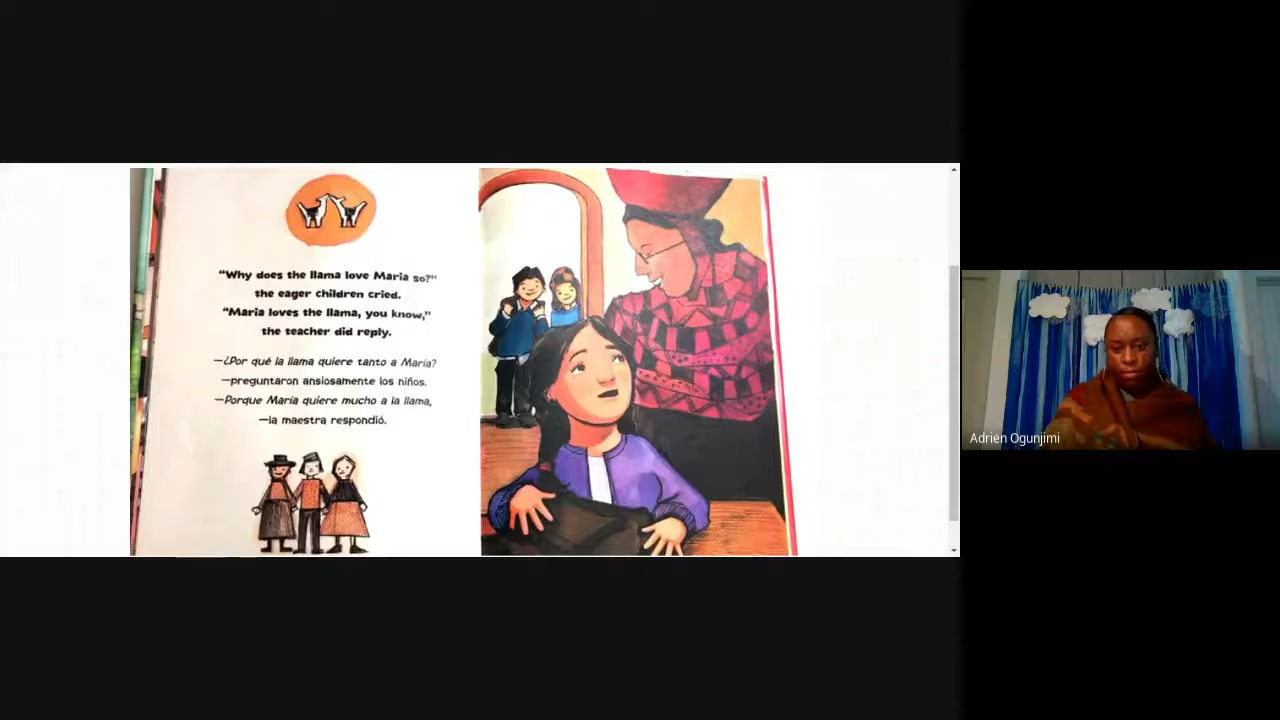 “Why does the llama love Maria so?”
the eager children cried.
“Maria loves the llama, you know,”
the teacher did reply.
—¿Por qué la llama quiere tanto a María?
—preguntaron ansiosamente los niños.
—Porque María quiere mucho a la llama,
—la maestra respondió.
Adrien Ogunjimi